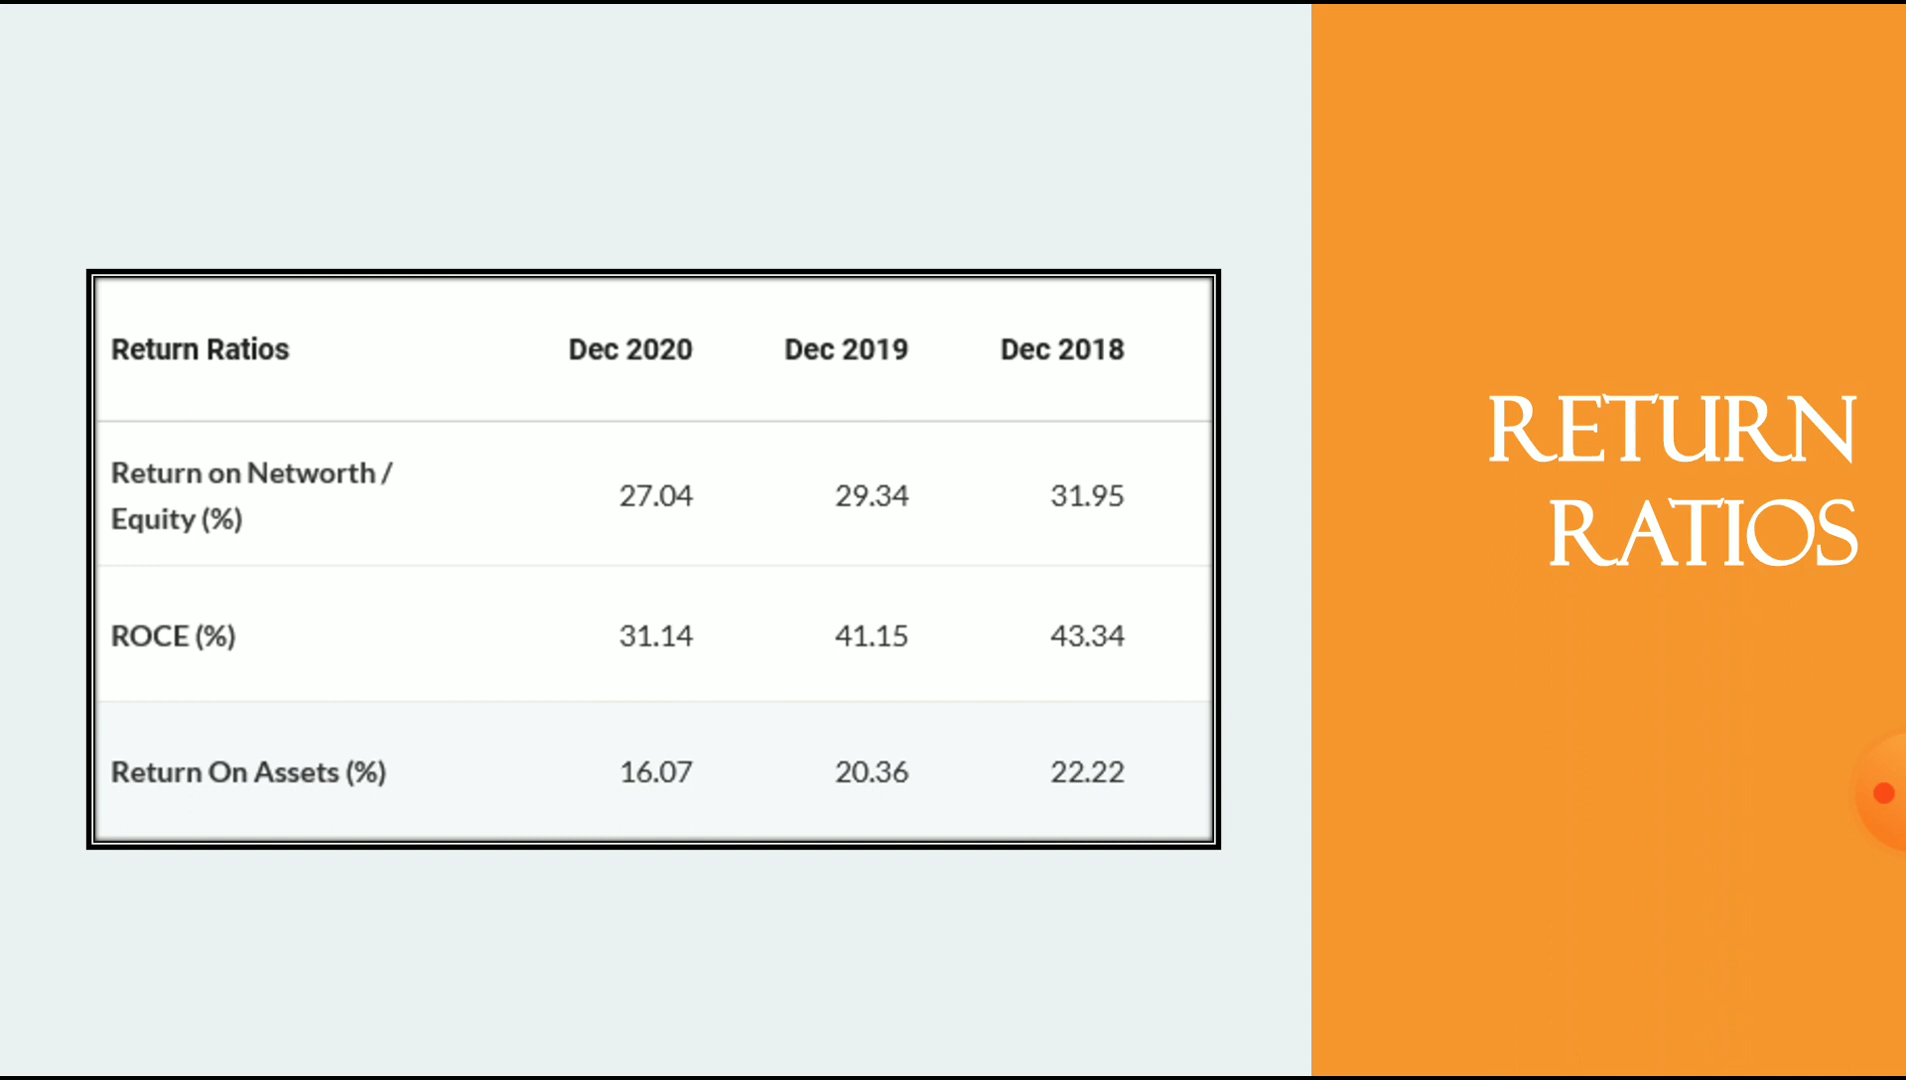 Return Ratios Dec 2020 Dec 2019 Dec 2018
Return on Networth /
Equity (%) 27.04 29.34 31.95
ROCE (%) 31.14 41.15 43.34
Return On Assets (%) 16.07 20.36 22.22
RETURN
RATIOS